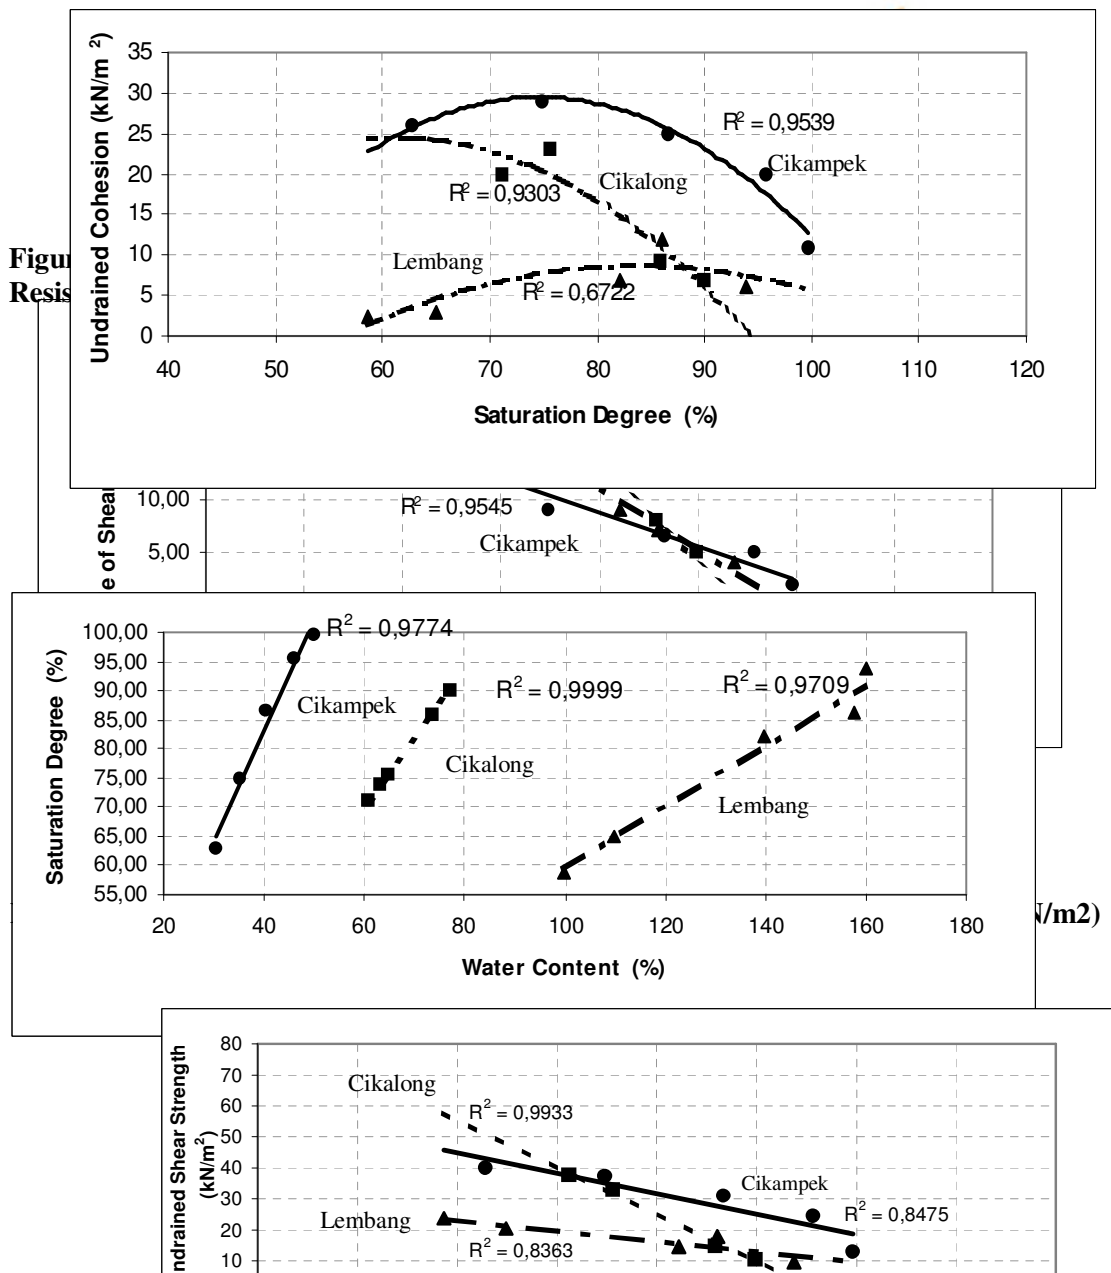 Undrained Cohesion (kN/m 2)
35
30
25
20
15
10
5
0
R2 = 0,9539
Cikampek
Cikalong
R2 = 0,9303
Lembang
R2 = 0,6722
40 50 60 70 80 90 100 110 120
Saturation Degree (%)
Figu
Resis
e of Shear
10,00
5,00
R2 = 0,9545
Cikampek
Saturation Degree (%)
100,00
95,00
90,00
85,00
80,00
75,00
70,00
65,00
60,00
55,00
R2 = 0,9774
R2 = 0,9999
R2 = 0,9709
Cikampek
Cikalong
Lembang
20 40 60 80 100 120 140 160 180
Water Content (%)
N/m2)
ndrained Shear Strength
(kN/m2)
80
70
60
50
40
30
20
10
Cikalong
R2 = 0,9933
Cikampek
R2 = 0,8475
Lembang
R2 = 0,8363